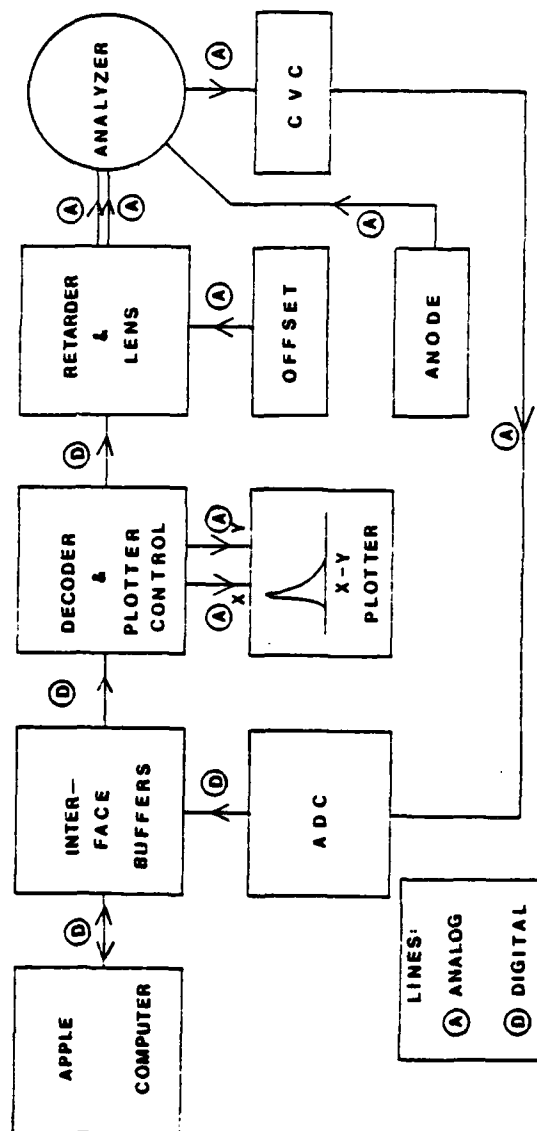 APPLE
COMPUTER
D
INTER-
FACE
BUFFERS
D
DECODER
&
PLOTTER
CONTROL
D
RETARDER
&
LENS
A
A
ANALYZER
D
ADC
A
X
A
Y
X-Y
PLOTTER
A
OFFSET
A
ANODE
A
CVC
A
LINES:
A ANALOG
D DIGITAL